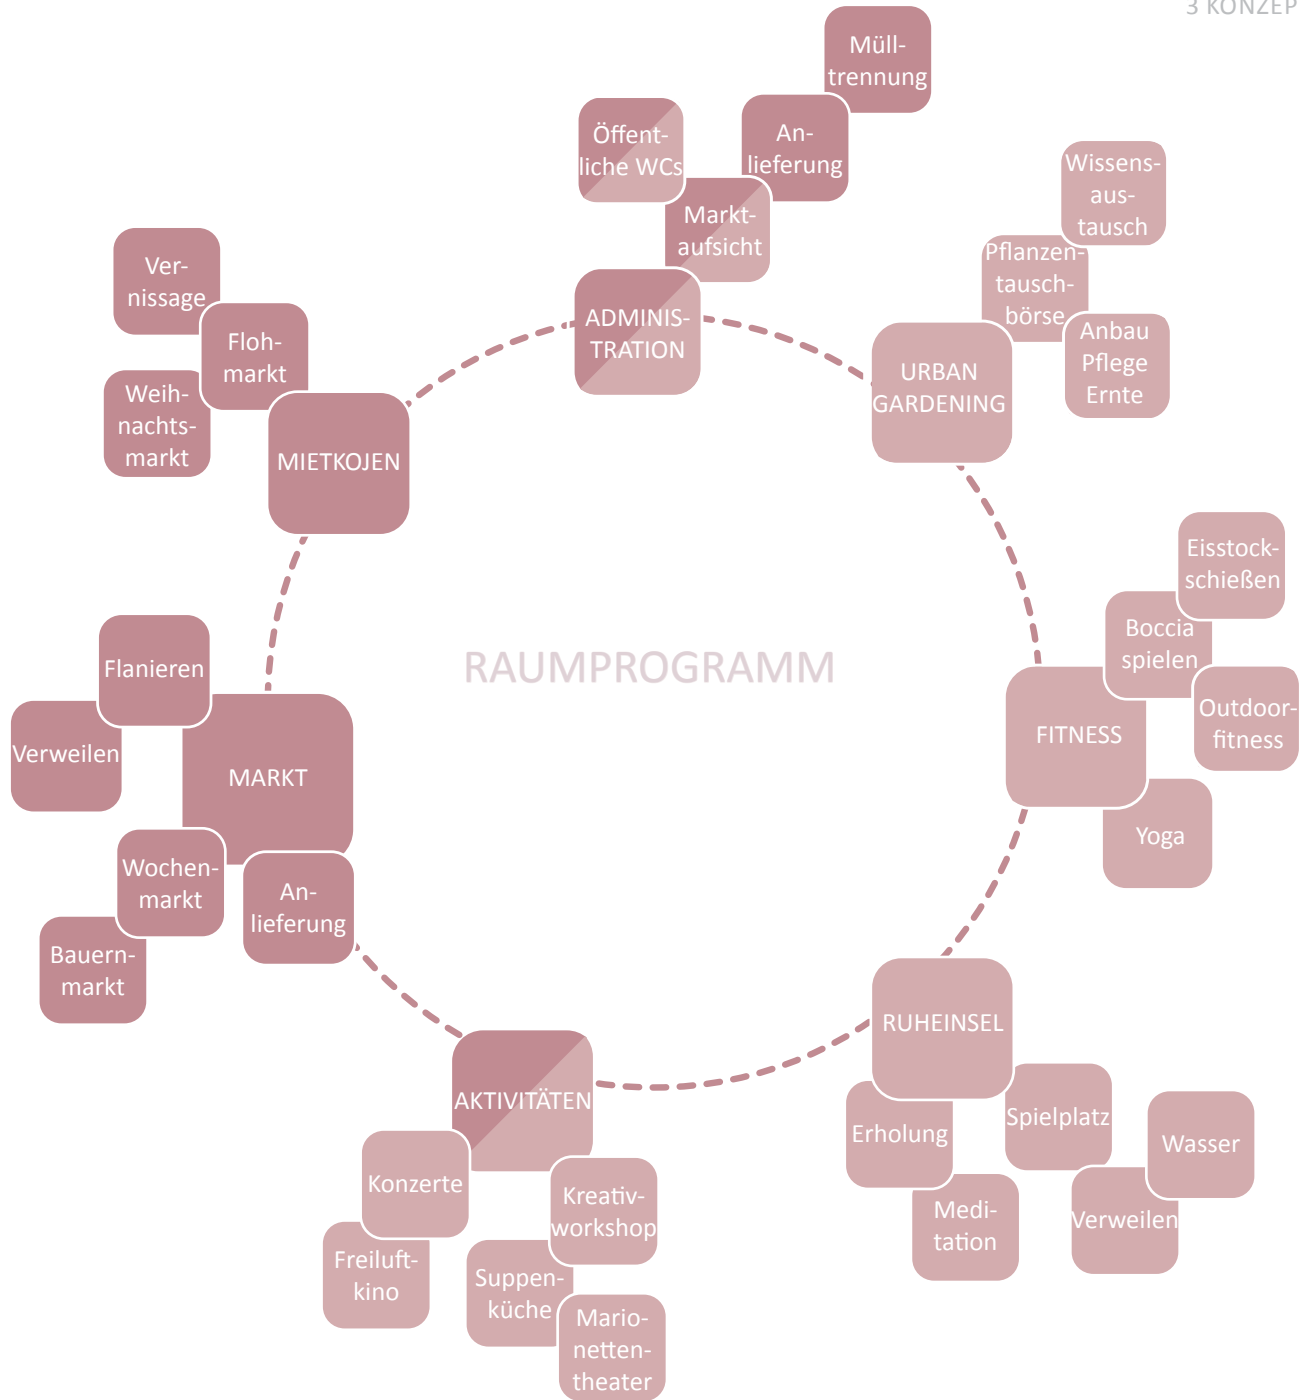 3 KONZEP
Müll-
trennung
Öffent-
liche WCs
An-
lieferung
Markt-
aufsicht
ADMINIS-
TRATION
Wissens-
aus-
tausch
Pflanzen-
tausch-
börse
Anbau
Pflege
Ernte
URBAN
GARDENING
Ver-
nissage
Floh-
markt
Weih-
nachts-
markt
MIETKOJEN
Eisstock-
schießen
Boccia
spielen
Outdoor-
fitness
FITNESS
Yoga
RAUMPROGRAMM
Flanieren
Verweilen
MARKT
Wochen-
markt
An-
lieferung
Bauern-
markt
RUHEINSEL
Erholung
Spielplatz
Wasser
Medi-
tation
Verweilen
AKTIVITÄTEN
Konzerte
Kreativ-
workshop
Freiluft-
kino
Suppen-
küche
Mario-
netten-
theater